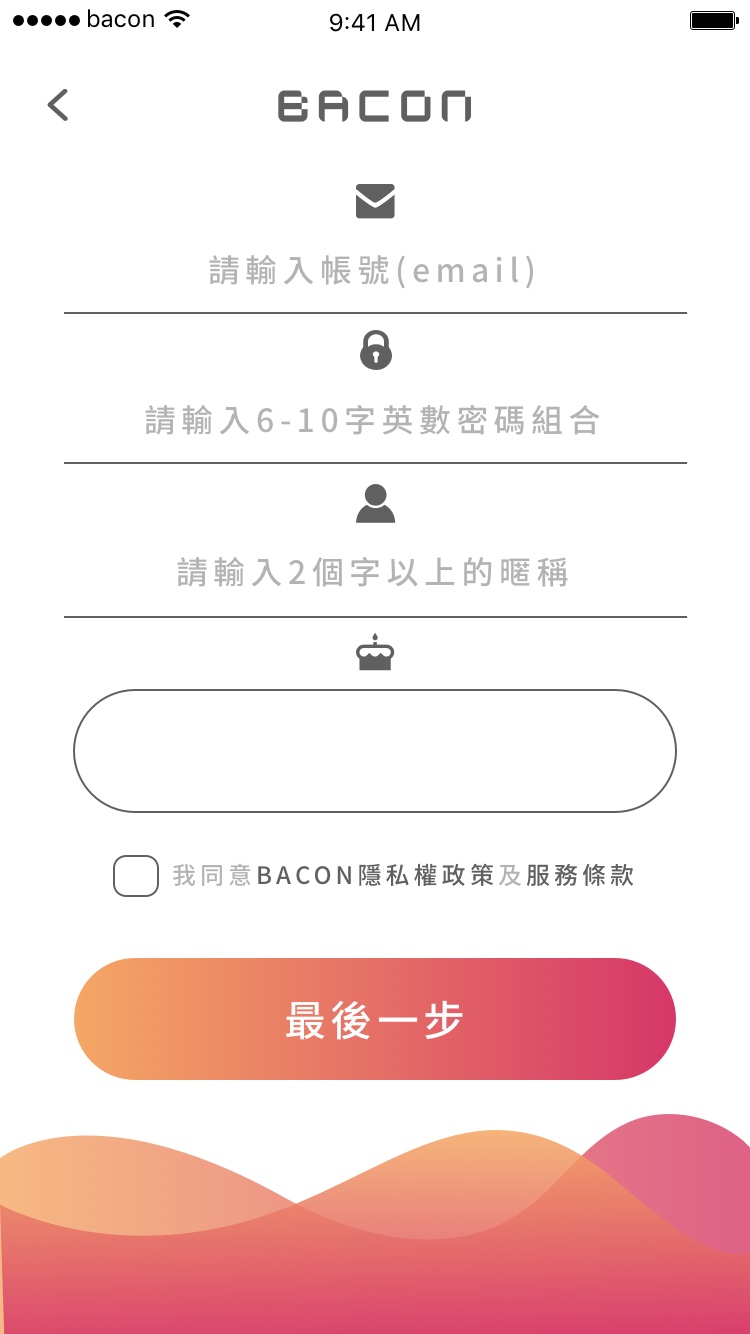 bacon 9:41 AM
BACON
請輸入帳號(email)
請輸入6-10字英數密碼組合
請輸入2個字以上的暱稱
我同意BACON隱私權政策及服務條款
最後一步